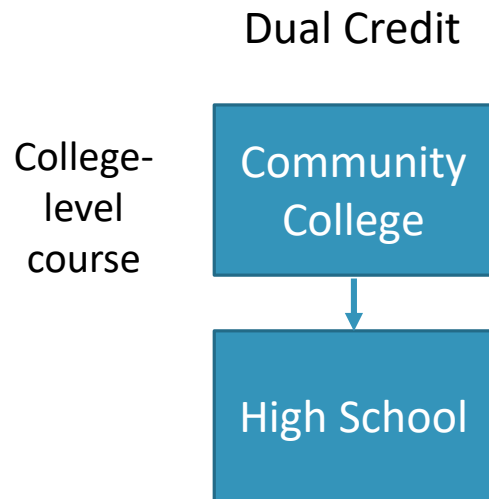 Dual Credit
College-
level
course
Community
College
High School